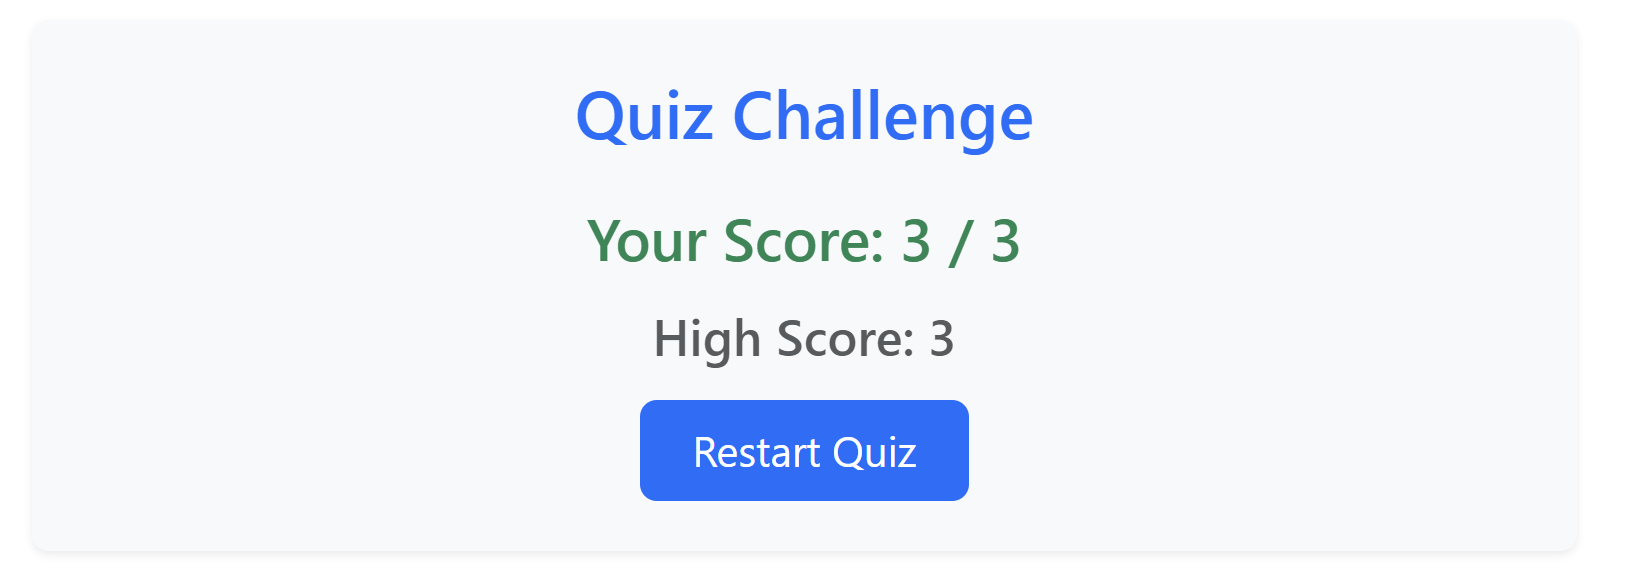 Quiz Challenge
Your Score: 3 / 3
High Score: 3
Restart Quiz